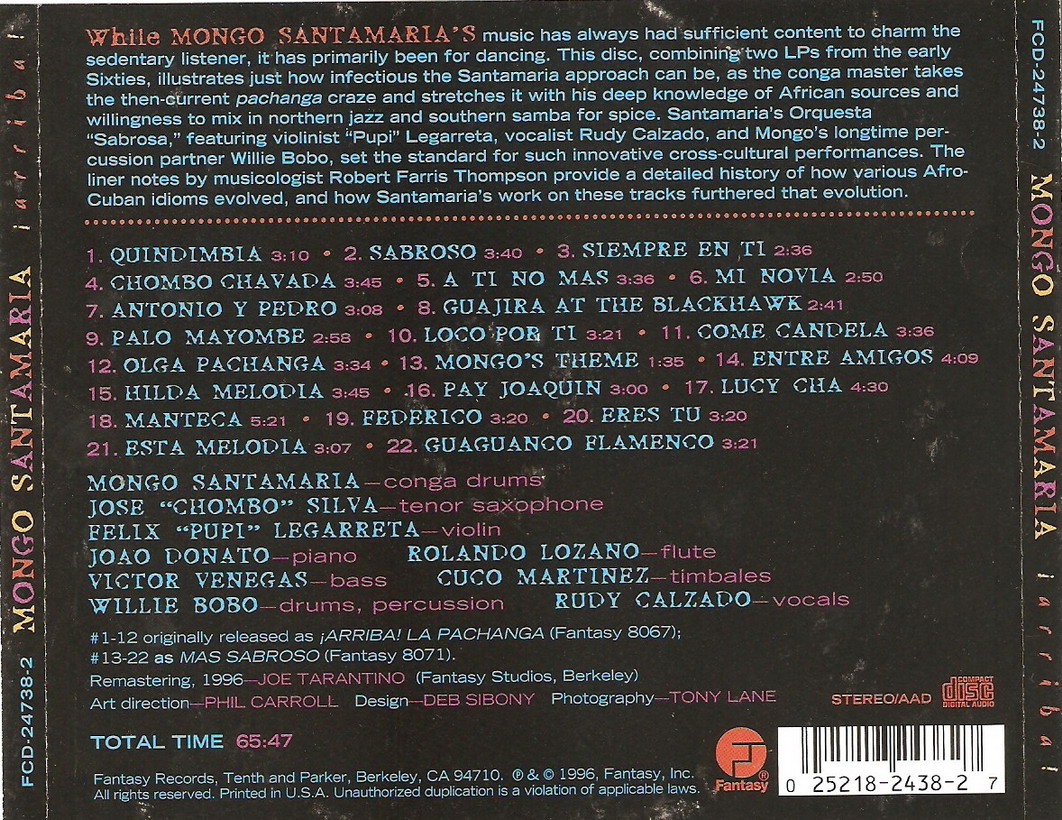 While MONGO SANTAMARIA'S music has always had sufficient content to charm the
sedentary listener, it has primarily been for dancing. This disc, combining two LPs from the early
Sixties, illustrates just how infectious the Santamaria approach can be, as the conga master takes
the then-current pachanga craze and stretches it with his deep knowledge of African sources and
willingness to mix in northern jazz and southern samba for spice. Santamaria's Orquesta
"Sabrosa," featuring violinist "Pupi" Legarreta, vocalist Rudy Calzado, and Mongo's longtime per-
cussion partner Willie Bobo, set the standard for such innovative cross-cultural performances. The
liner notes by musicologist Robert Farris Thompson provide a detailed history of how various Afro-
Cuban idioms evolved, and how Santamaria's work on these tracks furthered that evolution.
1. QUINDIMBIA 3:10 • 2. SABROSO 3:40 • 3. SIEMPRE EN TI 2:36
4. CHOMBO CHAVADA 3:45 • 5. A TI NO MAS 3:36 • 6. MI NOVIA 2:50
7. ANTONIO Y PEDRO 3:08 • 8. GUAJIRA AT THE BLACKHAWK 2:41
9. PALO MAYOMBE 2:58 • 10. LOCO POR TI 3:21 • 11. COME CANDELA 3:36
12. OLGA PACHANGA 3:34 • 13. MONGO'S THEME 1:35 • 14. ENTRE AMIGOS 4:09
15. HILDA MELODIA 3:45 • 16. PAY JOAQUIN 3:00 • 17. LUCY CHA 4:30
18. MANTECA 5:21 • 19. FEDERICO 3:20 • 20. ERES TU 3:20
21. ESTA MELODIA 3:07 • 22. GUAGUANCO FLAMENCO 3:21
MONGO SANTAMARIA—conga drums
JOSE "CHOMBO" SILVA—tenor saxophone
FELIX "PUPI" LEGARRETA—violin
JOAO DONATO—piano ROLANDO LOZANO—flute
VICTOR VENEGAS—bass CUCO MARTINEZ—timbales
WILLIE BOBO—drums, percussion RUDY CALZADO—vocals
#1-12 originally released as ¡ARRIBA! LA PACHANGA (Fantasy 8067);
#13-22 as MAS SABROSO (Fantasy 8071).
Remastering, 1996—JOE TARANTINO (Fantasy Studios, Berkeley)
Art direction—PHIL CARROLL Design—DEB SIBONY Photography—TONY LANE
STEREO/AAD
COMPACT
disc
DIGITAL AUDIO
TOTAL TIME 65:47
Fantasy Records, Tenth and Parker, Berkeley, CA 94710. ℗ & © 1996, Fantasy, Inc.
All rights reserved. Printed in U.S.A. Unauthorized duplication is a violation of applicable laws.
Fantasy®
0 25218-2438-2 7
FCD-24738-2 MONGO SANTAMARIA ¡arriba!
FCD-24738-2 MONGO SANTAMARIA ¡arriba!